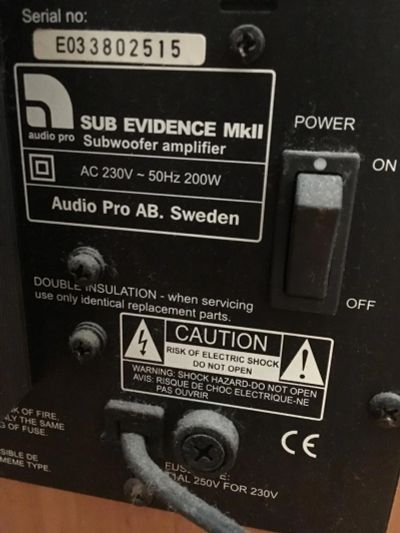 Serial no:
E033802515
audio pro
SUB EVIDENCE MkII
Subwoofer amplifier
AC 230V ~ 50Hz 200W
Audio Pro AB. Sweden
POWER
ON
OFF
DOUBLE INSULATION - when servicing
use only identical replacement parts.
CAUTION
RISK OF ELECTRIC SHOCK
DO NOT OPEN
WARNING: SHOCK HAZARD-DO NOT OPEN
AVIS: RISQUE DE CHOC ELECTRIQUE-NE
PAS OUVRIR
OF FIRE.
THE SAME
OF FUSE.
DE
MEME TYPE.
CE
250V FOR 230V